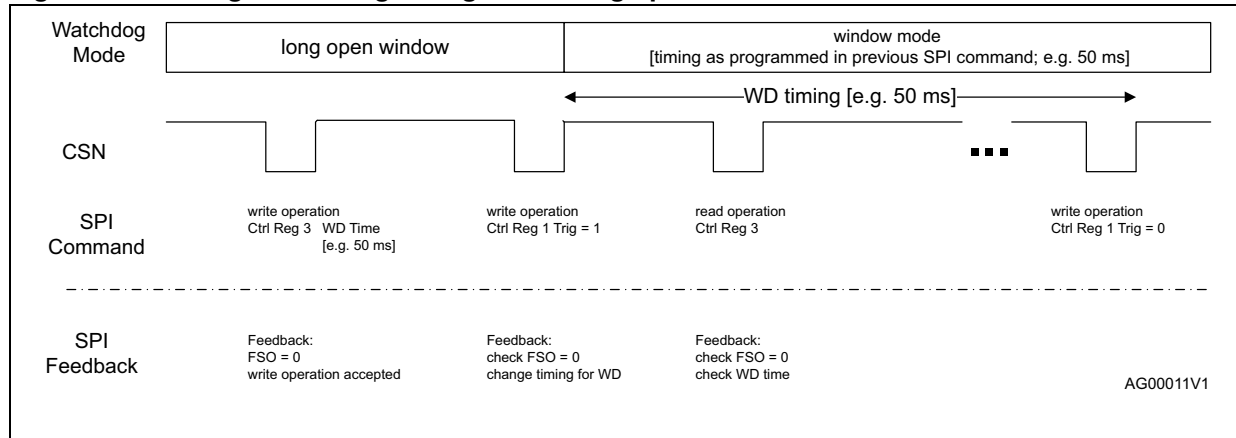 Watchdog
Mode
long open window
window mode
[timing as programmed in previous SPI command; e.g. 50 ms]
WD timing [e.g. 50 ms]
CSN
SPI
Command
write operation
Ctrl Reg 3 WD Time
[e.g. 50 ms]
write operation
Ctrl Reg 1 Trig = 1
read operation
Ctrl Reg 3
write operation
Ctrl Reg 1 Trig = 0
SPI
Feedback
Feedback:
FSO = 0
write operation accepted
Feedback:
check FSO = 0
change timing for WD
Feedback:
check FSO = 0
check WD time
AG00011V1